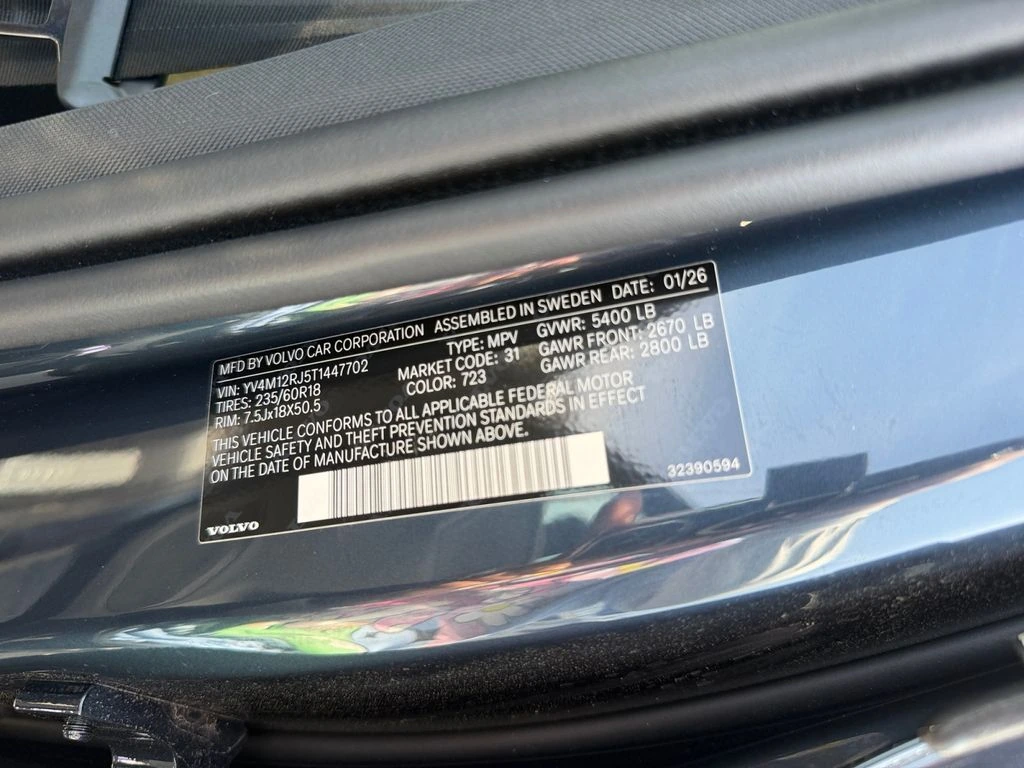 MFD BY VOLVO CAR CORPORATION ASSEMBLED IN SWEDEN DATE: 01/26
VIN: YV4M12RJ5T1447702 TYPE: MPV GVWR: 5400 LB
TIRES: 235/60R18 MARKET CODE: 31 GAWR FRONT: 2670 LB
RIM: 7.5Jx18X50.5 COLOR: 723 GAWR REAR: 2800 LB
THIS VEHICLE CONFORMS TO ALL APPLICABLE FEDERAL MOTOR
VEHICLE SAFETY AND THEFT PREVENTION STANDARDS IN EFFECT
ON THE DATE OF MANUFACTURE SHOWN ABOVE.
32390594
VOLVO